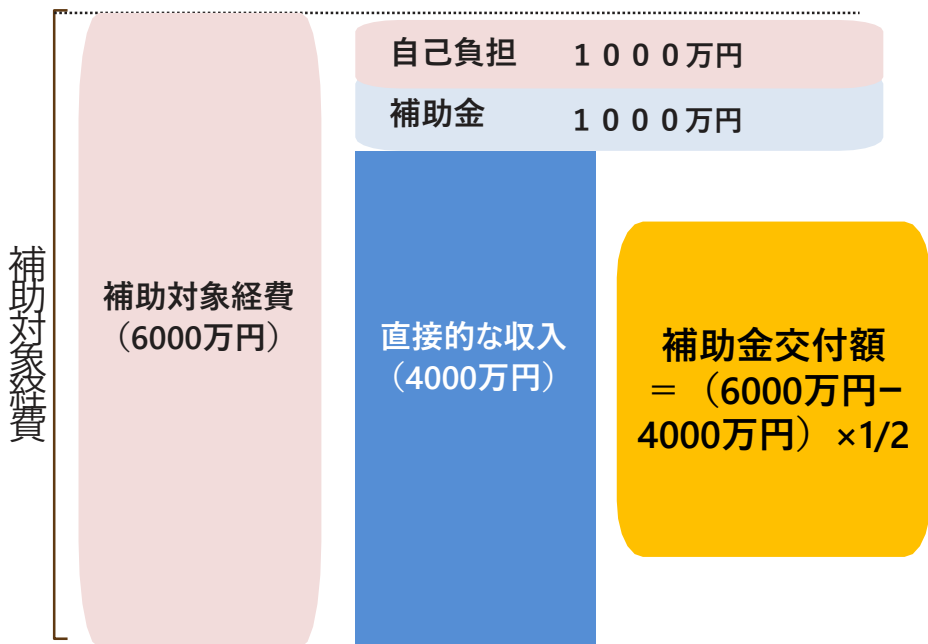 補助対象経費
補助対象経費
（6000万円）
自己負担　１０００万円
補助金　１０００万円
直接的な収入
（4000万円）
補助金交付額
＝（6000万円−
4000万円）×1/2